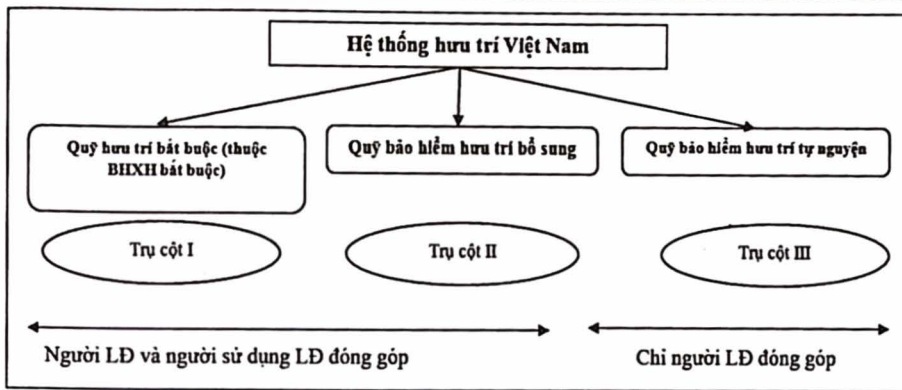 Hệ thống hưu trí Việt Nam
Quỹ hưu trí bắt buộc (thuộc
BHXH bắt buộc)
Quỹ bảo hiểm hưu trí bổ sung
Quỹ bảo hiểm hưu trí tự nguyện
Trụ cột I
Trụ cột II
Trụ cột III
Người LĐ và người sử dụng LĐ đóng góp
Chỉ người LĐ đóng góp